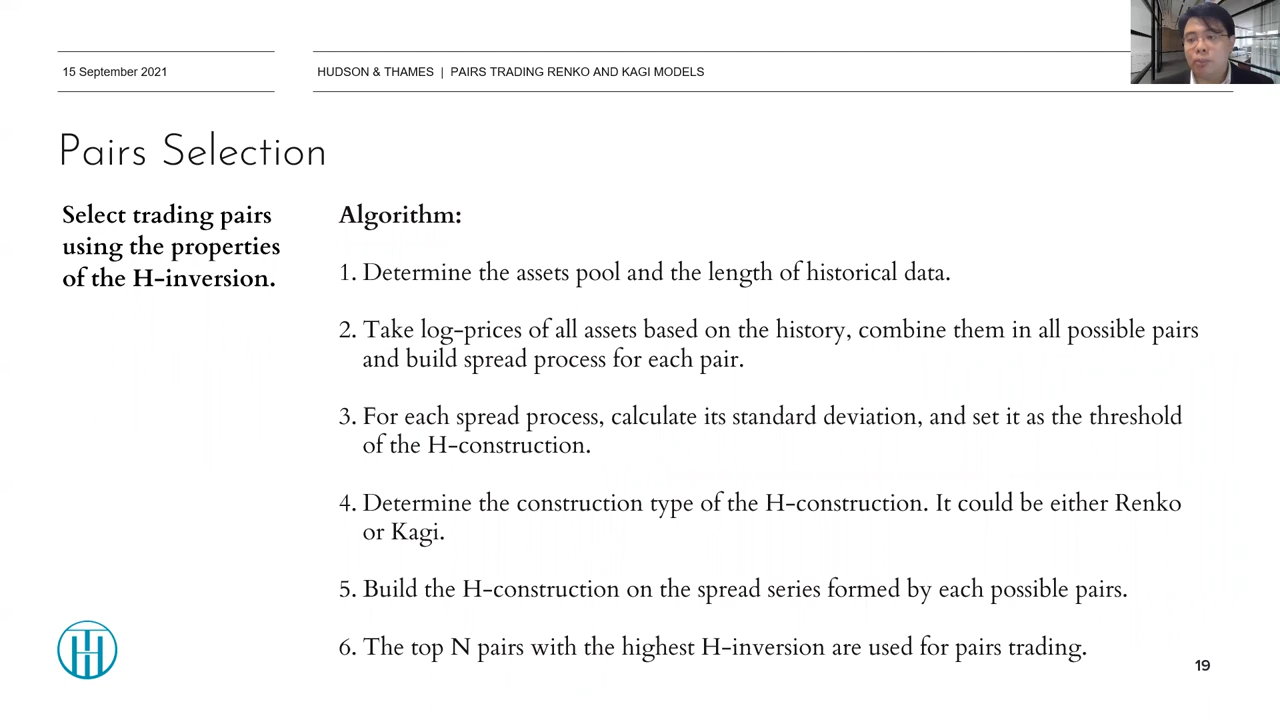 15 September 2021
HUDSON & THAMES | PAIRS TRADING RENKO AND KAGI MODELS
Pairs Selection
Select trading pairs
using the properties
of the H-inversion.
Algorithm:
1. Determine the assets pool and the length of historical data.
2. Take log-prices of all assets based on the history, combine them in all possible pairs
and build spread process for each pair.
3. For each spread process, calculate its standard deviation, and set it as the threshold
of the H-construction.
4. Determine the construction type of the H-construction. It could be either Renko
or Kagi.
5. Build the H-construction on the spread series formed by each possible pairs.
6. The top N pairs with the highest H-inversion are used for pairs trading.
19